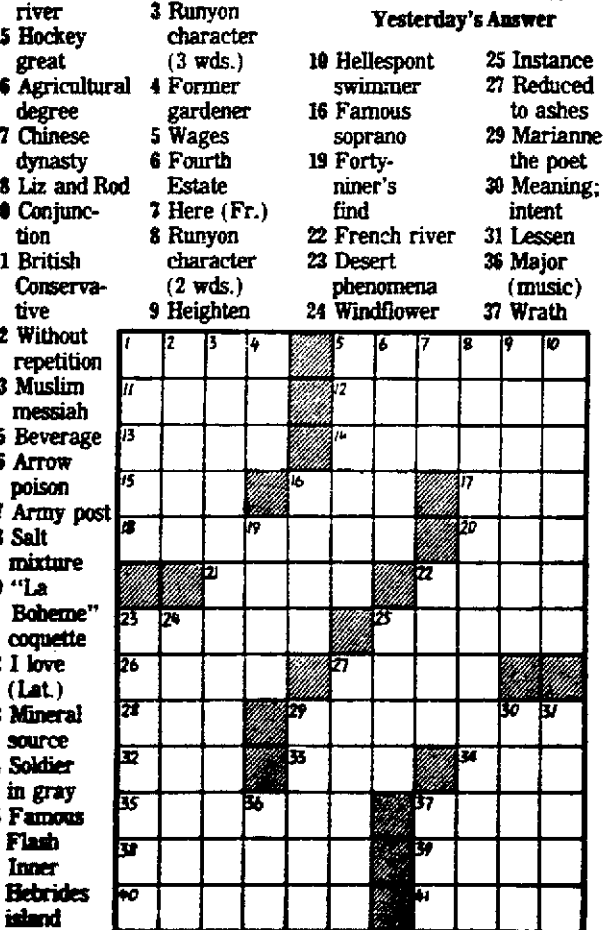 river
5 Hockey
great
6 Agricultural
degree
7 Chinese
dynasty
8 Liz and Rod
0 Conjunc-
tion
1 British
Conserva-
tive
2 Without
repetition
3 Muslim
messiah
5 Beverage
6 Arrow
poison
7 Army post
8 Salt
mixture
9 "La
Boheme"
coquette
2 I love
(Lat.)
3 Mineral
source
4 Soldier
in gray
5 Famous
Flash
Inner
Hebrides
island
3 Runyon
character
(3 wds.)
4 Former
gardener
5 Wages
6 Fourth
Estate
7 Here (Fr.)
8 Runyon
character
(2 wds.)
9 Heighten
Yesterday's Answer
10 Hellespont
swimmer
16 Famous
soprano
19 Forty-
niner's
find
22 French river
23 Desert
phenomena
24 Windflower
25 Instance
27 Reduced
to ashes
29 Marianne
the poet
30 Meaning;
intent
31 Lessen
36 Major
(music)
37 Wrath
1 2 3 4 5 6 7 8 9 10
11 12
13 14
15 16 17
18 19 20
21 22
23 24 25
26 27
28 29 30 31
32 33 34
35 36 37
38 39
40 41